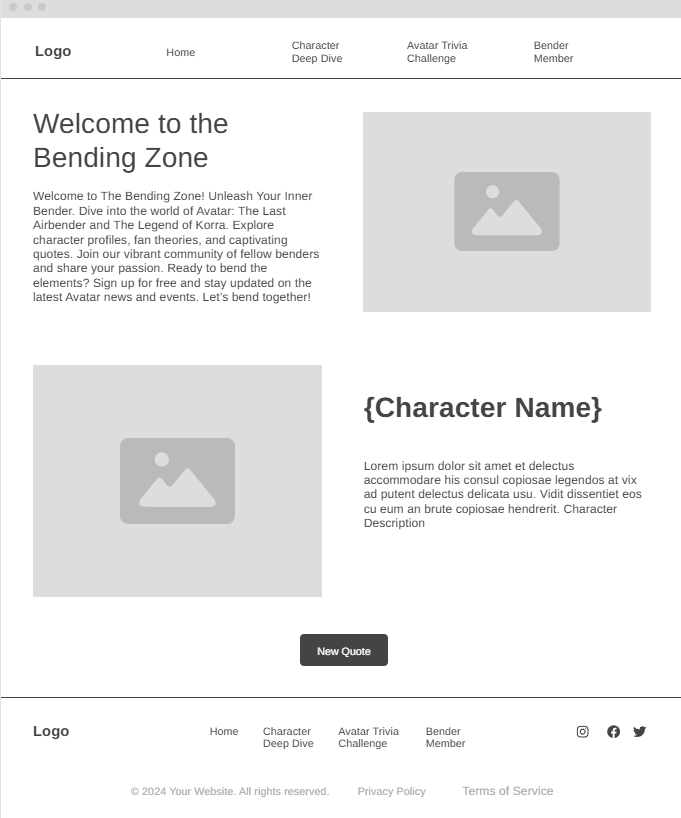 Logo
Home
Character
Deep Dive
Avatar Trivia
Challenge
Bender
Member
Welcome to the
Bending Zone
Welcome to The Bending Zone! Unleash Your Inner
Bender. Dive into the world of Avatar: The Last
Airbender and The Legend of Korra. Explore
character profiles, fan theories, and captivating
quotes. Join our vibrant community of fellow benders
and share your passion. Ready to bend the
elements? Sign up for free and stay updated on the
latest Avatar news and events. Let's bend together!
{Character Name}
Lorem ipsum dolor sit amet et delectus
accommodare his consul copiosae legendos at vix
ad putent delectus delicata usu. Vidit dissentiet eos
cu eum an brute copiosae hendrerit. Character
Description
New Quote
Logo
Home
Character
Deep Dive
Avatar Trivia
Challenge
Bender
Member
© 2024 Your Website. All rights reserved.
Privacy Policy
Terms of Service